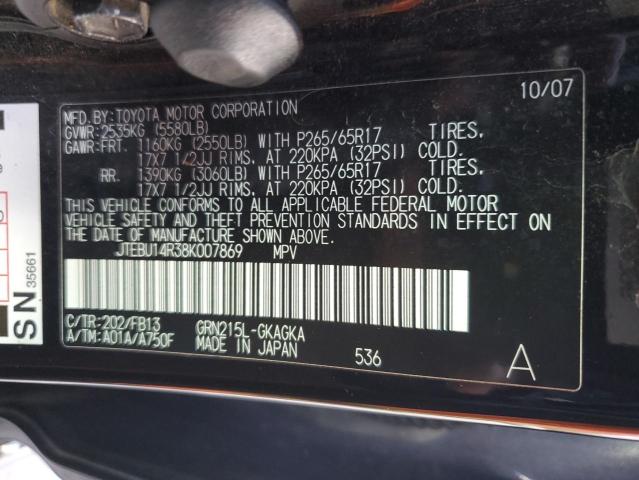 10/07
MFD.BY:TOYOTA MOTOR CORPORATION
GVWR:2535KG (5580LB)
GAWR:FRT. 1160KG (2550LB) WITH P265/65R17 TIRES,
17X7 1/2JJ RIMS, AT 220KPA (32PSI) COLD.
RR. 1390KG (3060LB) WITH P265/65R17 TIRES,
17X7 1/2JJ RIMS, AT 220KPA (32PSI) COLD.
THIS VEHICLE CONFORMS TO ALL APPLICABLE FEDERAL MOTOR
VEHICLE SAFETY AND THEFT PREVENTION STANDARDS IN EFFECT ON
THE DATE OF MANUFACTURE SHOWN ABOVE.
JTEBU14R38K007869 MPV
C/TR:202/FB13 GRN215L-GKAGKA
A/TM:A01A/A750F MADE IN JAPAN 536 A
SN 35661